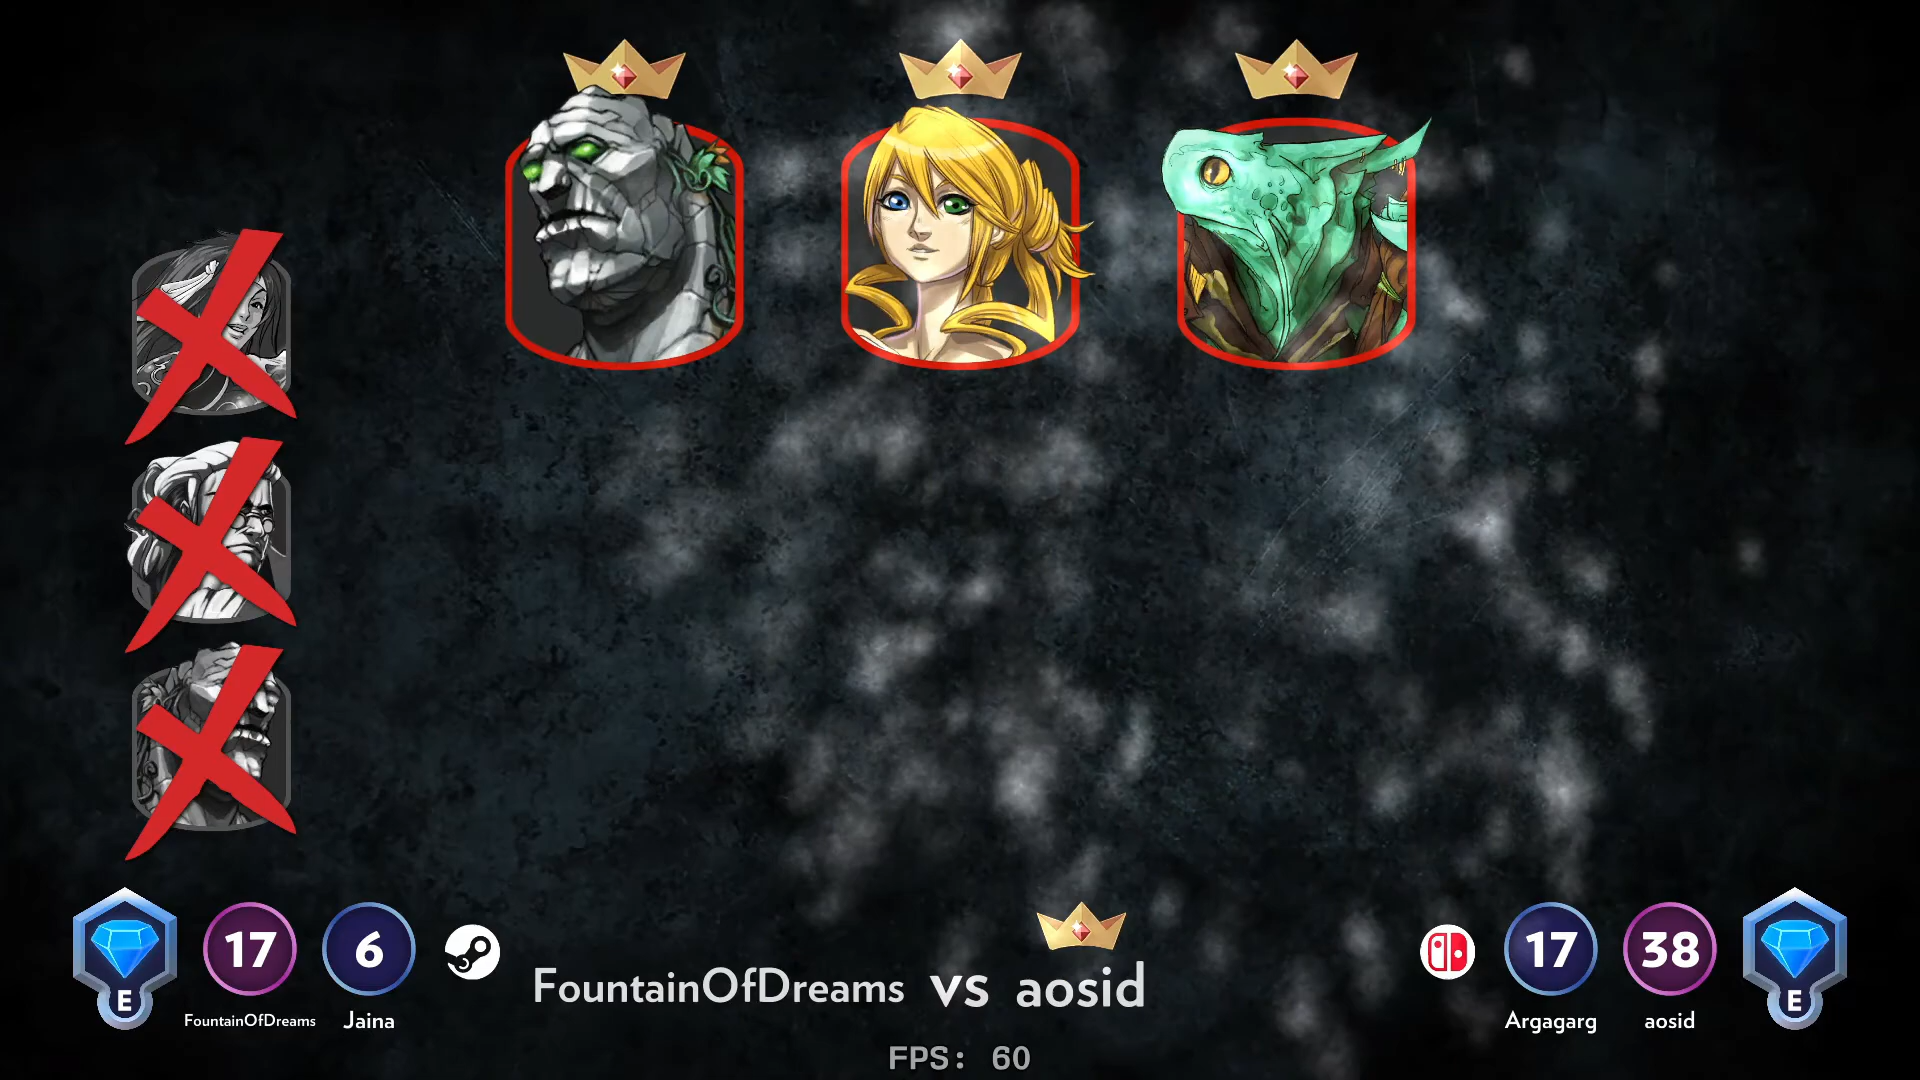 17
6
FountainOfDreams vs aosid
17
38
E
FountainOfDreams
Jaina
Argagarg
aosid
E
FPS: 60